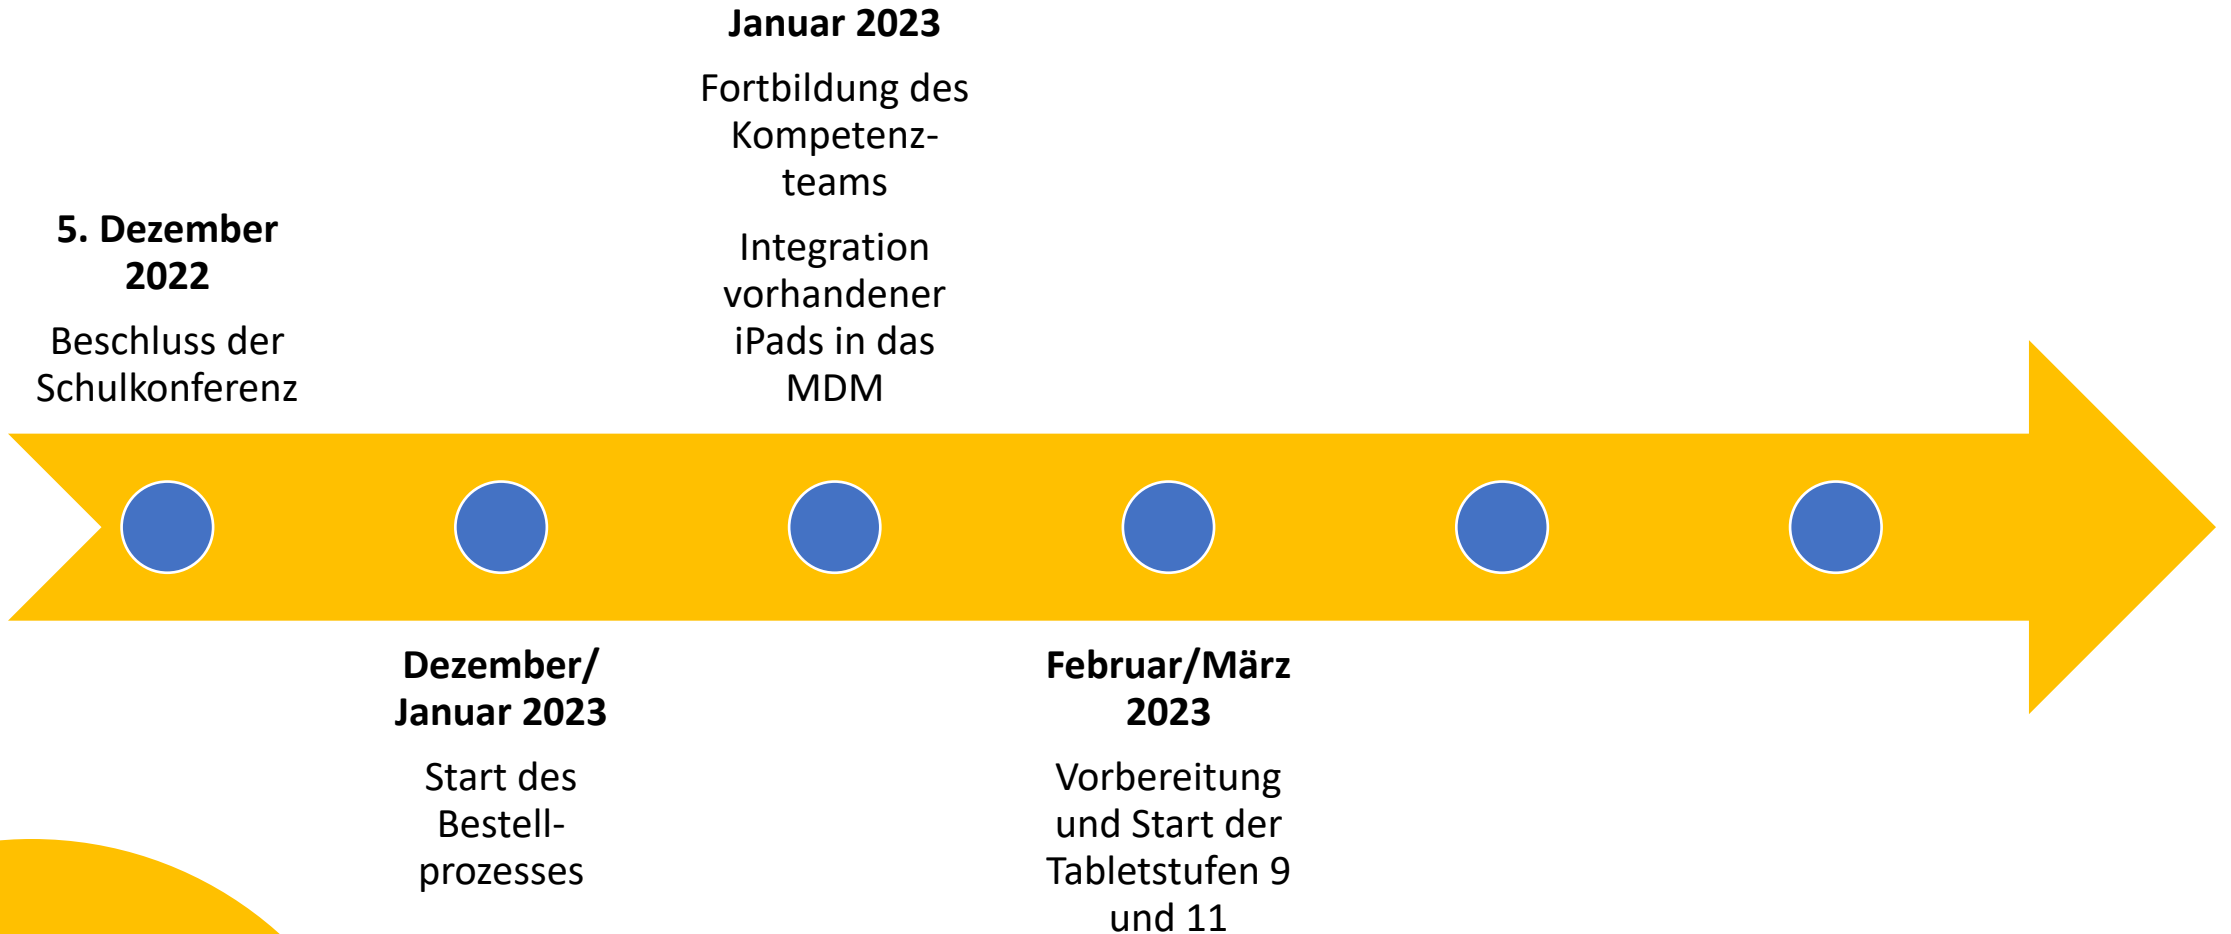 5. Dezember
2022
Beschluss der
Schulkonferenz
Dezember/
Januar 2023
Start des
Bestell-
prozesses
Januar 2023
Fortbildung des
Kompetenz-
teams
Integration
vorhandener
iPads in das
MDM
Februar/März
2023
Vorbereitung
und Start der
Tabletstufen 9
und 11